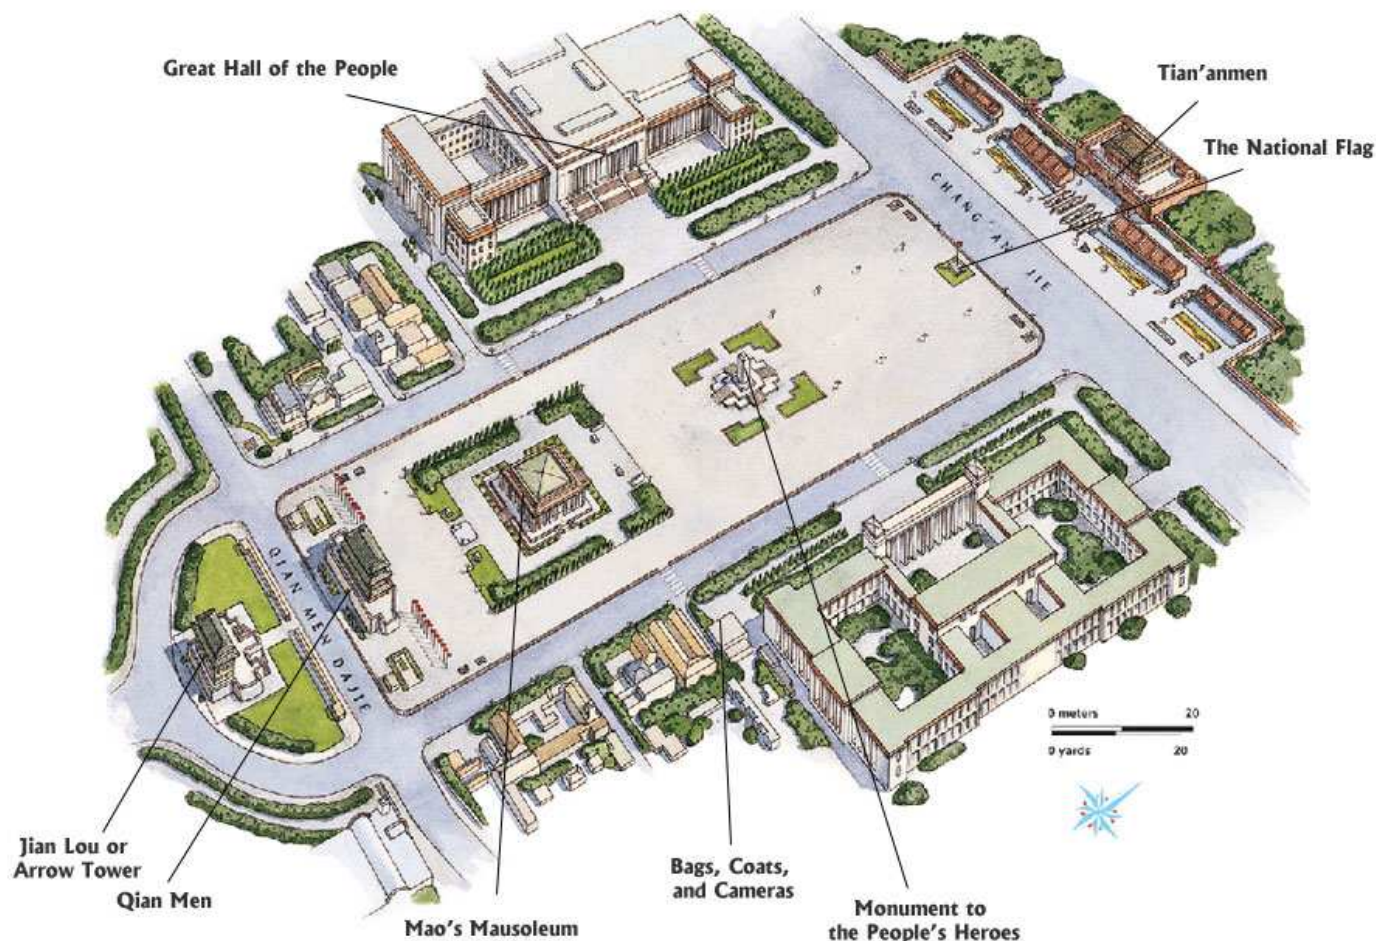 Great Hall of the People
Tian'anmen
The National Flag
CHANG'AN JIE
QIAN MEN DAJIE
0 meters 20
0 yards 20
Jian Lou or
Arrow Tower
Qian Men
Mao's Mausoleum
Bags, Coats,
and Cameras
Monument to
the People's Heroes